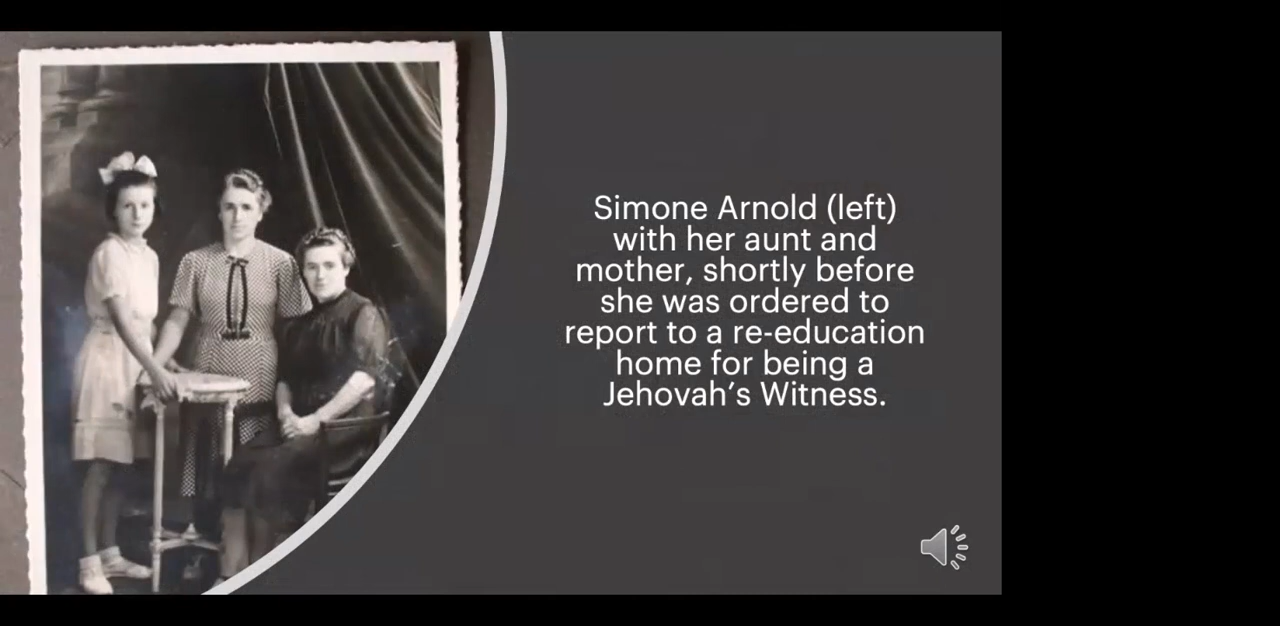 Simone Arnold (left)
with her aunt and
mother, shortly before
she was ordered to
report to a re-education
home for being a
Jehovah’s Witness.